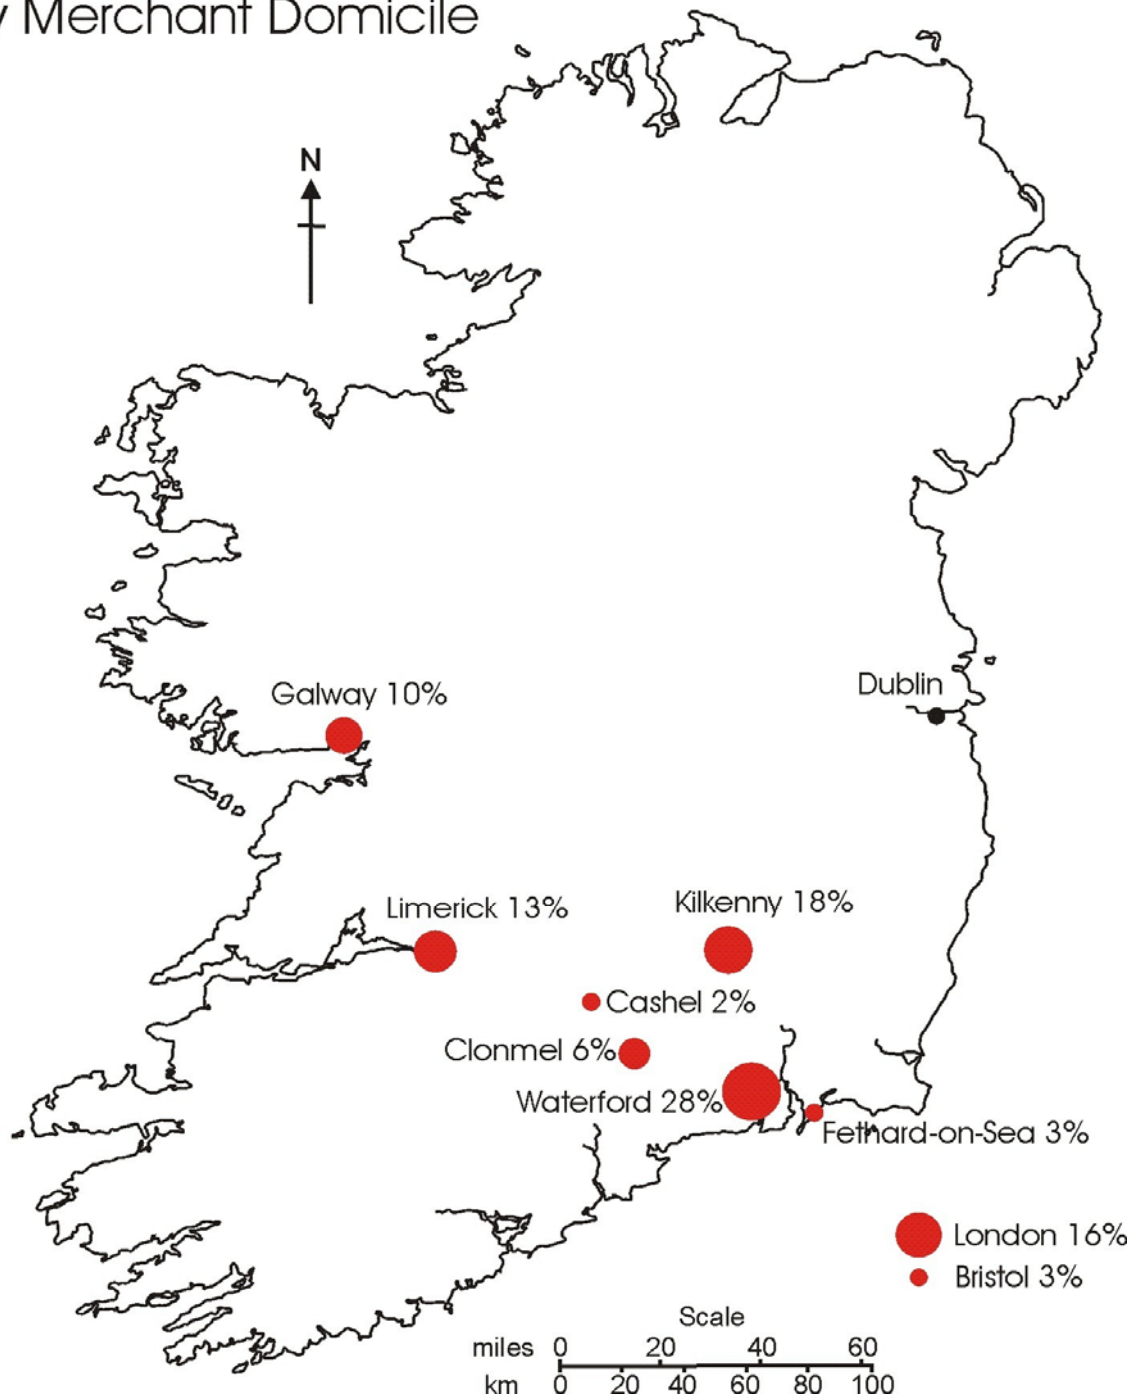 Merchant Domicile
N
Galway 10%
Dublin
Limerick 13%
Kilkenny 18%
Cashel 2%
Clonmel 6%
Waterford 28%
Fethard-on-Sea 3%
London 16%
Bristol 3%
Scale
miles 0 20 40 60
km 0 20 40 60 80 100